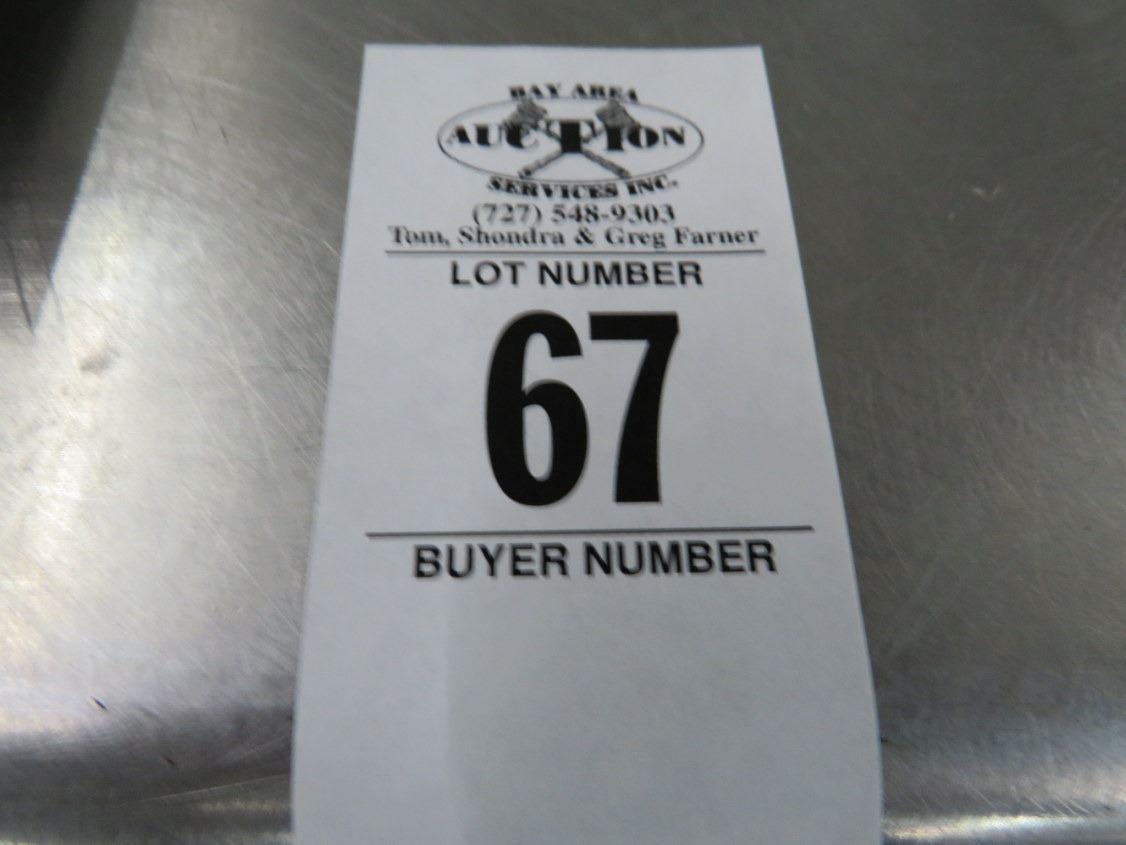 BAY AREA
AUCTION
SERVICES INC.
(727) 548-9303
Tom, Shondra & Greg Farner
LOT NUMBER
67
BUYER NUMBER